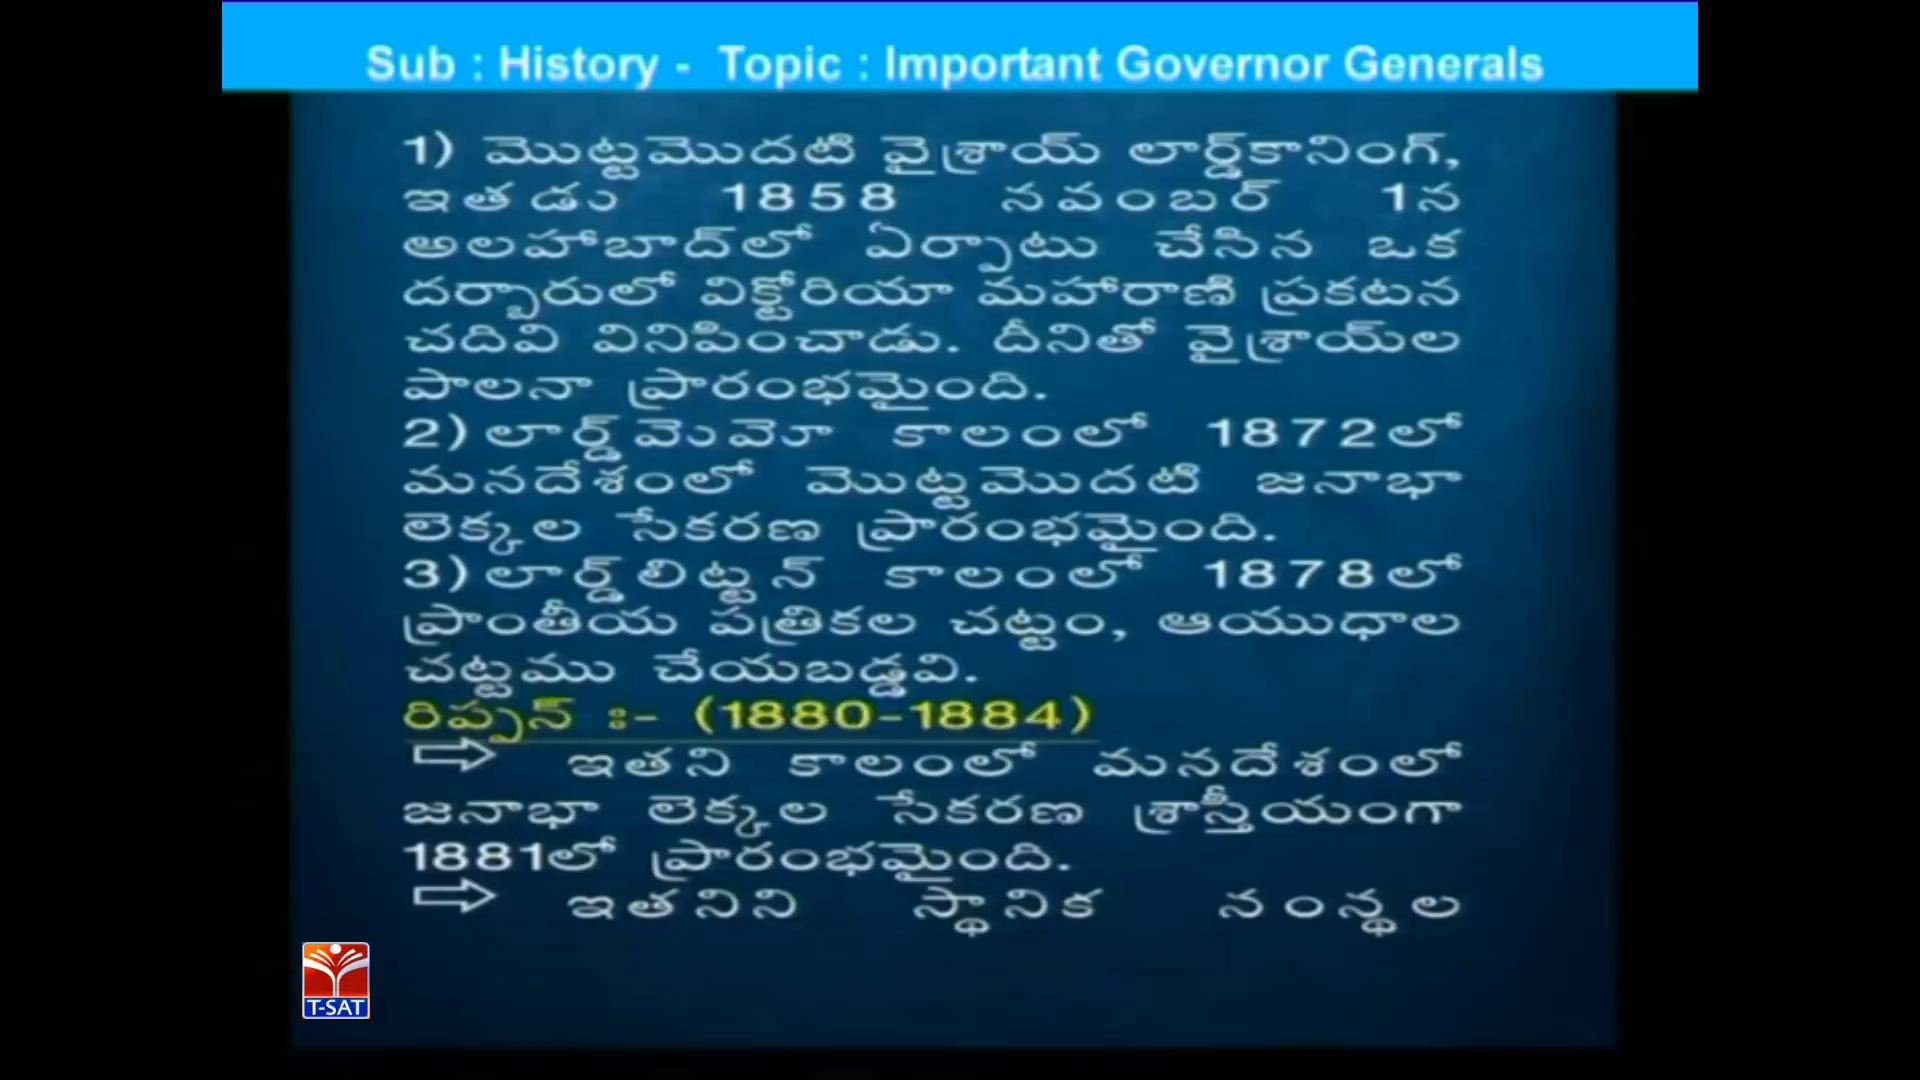 Sub : History - Topic : Important Governor Generals
1) మొట్టమొదటి వైశ్రాయ్ లార్డ్‌కానింగ్,
ఇతడు 1858 నవంబర్ 1న
అలహాబాద్‌లో ఏర్పాటు చేసిన ఒక
దర్బారులో విక్టోరియా మహారాణి ప్రకటన
చదివి వినిపించాడు. దీనితో వైశ్రాయ్‌ల
పాలనా ప్రారంభమైంది.
2) లార్డ్‌మెమో కాలంలో 1872లో
మనదేశంలో మొట్టమొదటి జనాభా
లెక్కల సేకరణ ప్రారంభమైంది.
3) లార్డ్‌లిట్టన్ కాలంలో 1878లో
ప్రాంతీయ పత్రికల చట్టం, ఆయుధాల
చట్టము చేయబడ్డవి.
రిప్పన్ :- (1880-1884)
⇨ ఇతని కాలంలో మనదేశంలో
జనాభా లెక్కల సేకరణ శాస్త్రీయంగా
1881లో ప్రారంభమైంది.
⇨ ఇతనిని స్థానిక సంస్థల
T-SAT